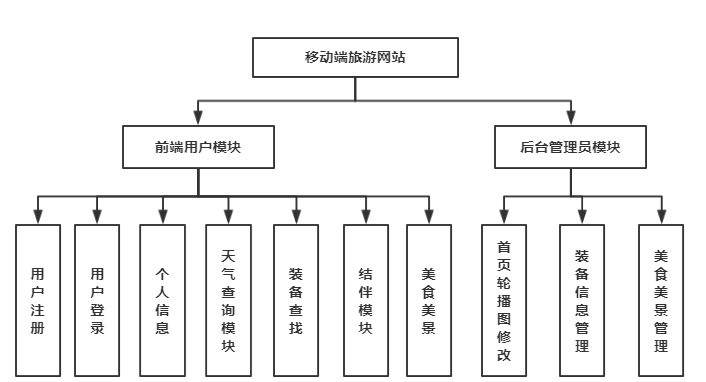 移动端旅游网站
前端用户模块
后台管理员模块
用户注册
用户登录
个人信息
天气查询模块
装备查找
结伴模块
美食美景
首页轮播图修改
装备信息管理
美食美景管理